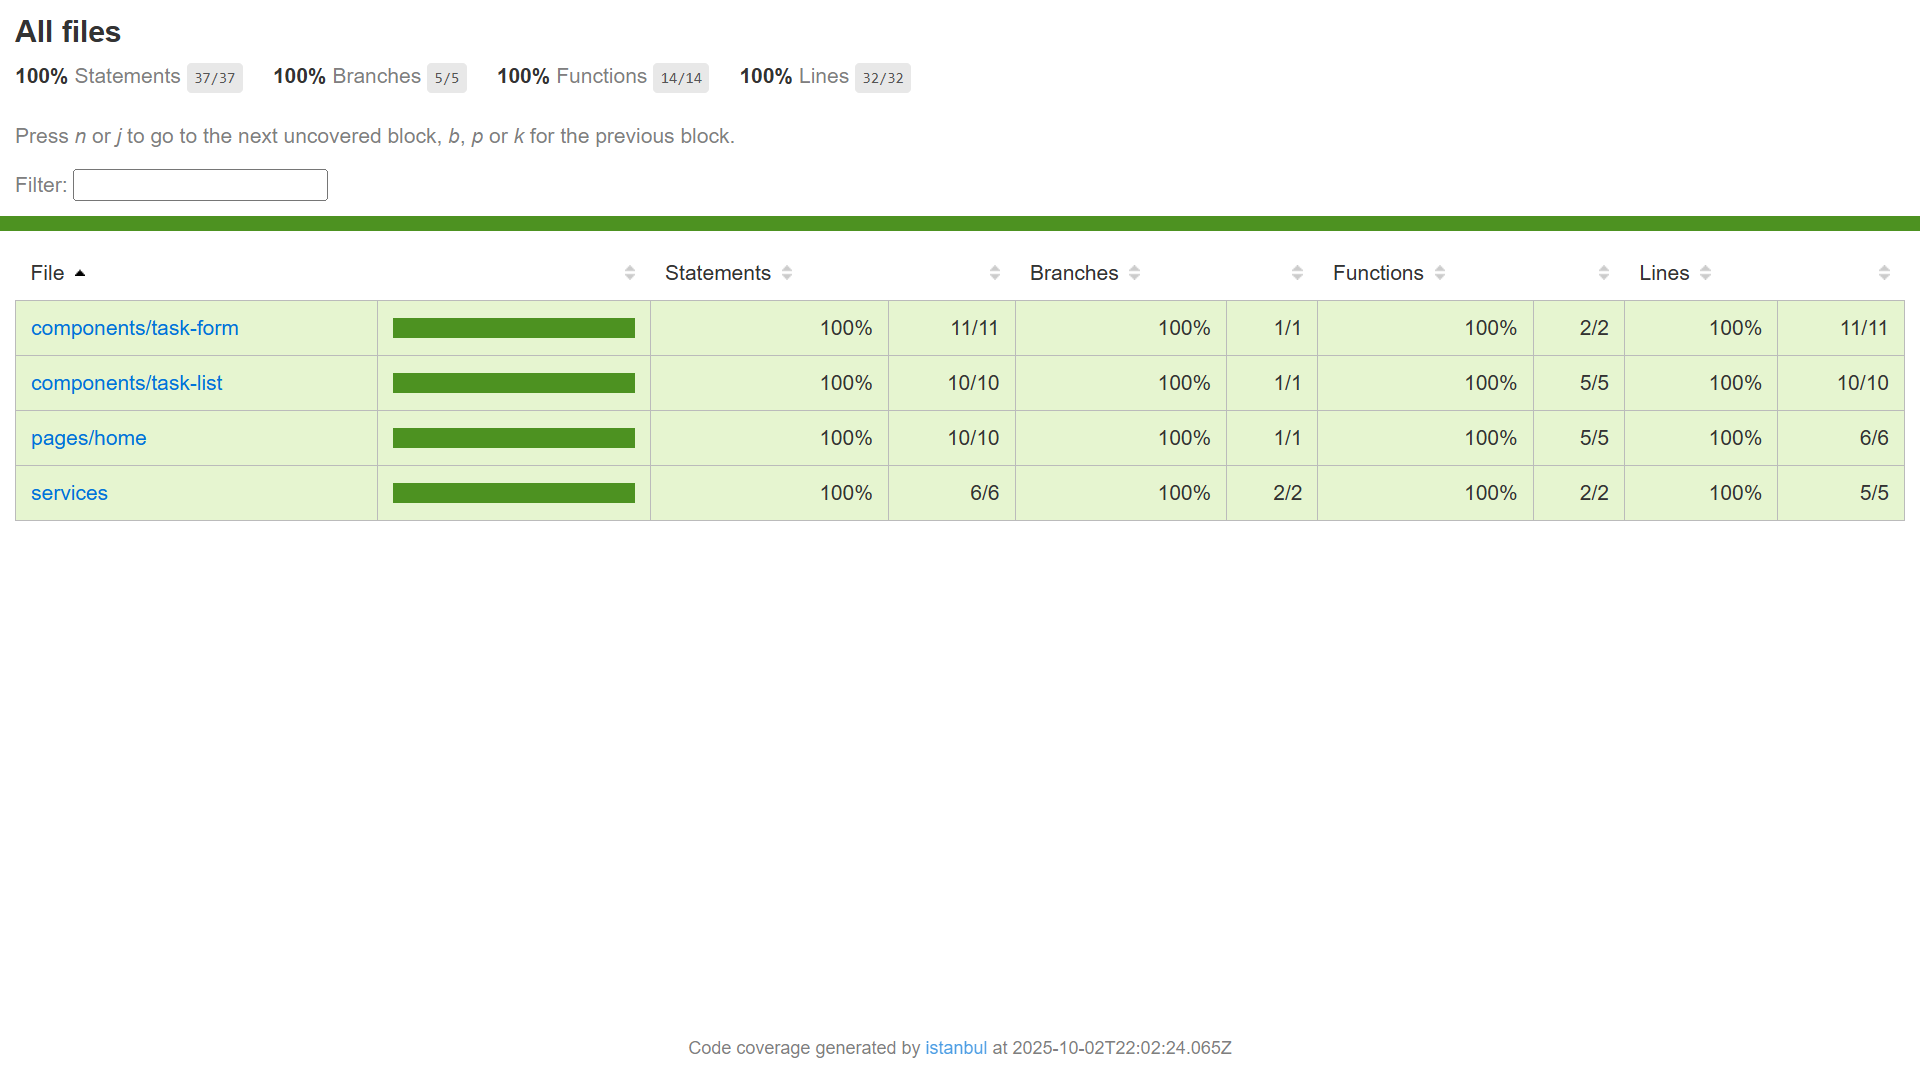 All files
100% Statements 37/37 100% Branches 5/5 100% Functions 14/14 100% Lines 32/32
Press n or j to go to the next uncovered block, b, p or k for the previous block.
Filter:
File Statements Branches Functions Lines
components/task-form 100% 11/11 100% 1/1 100% 2/2 100% 11/11
components/task-list 100% 10/10 100% 1/1 100% 5/5 100% 10/10
pages/home 100% 10/10 100% 1/1 100% 5/5 100% 6/6
services 100% 6/6 100% 2/2 100% 2/2 100% 5/5
Code coverage generated by istanbul at 2025-10-02T22:02:24.065Z